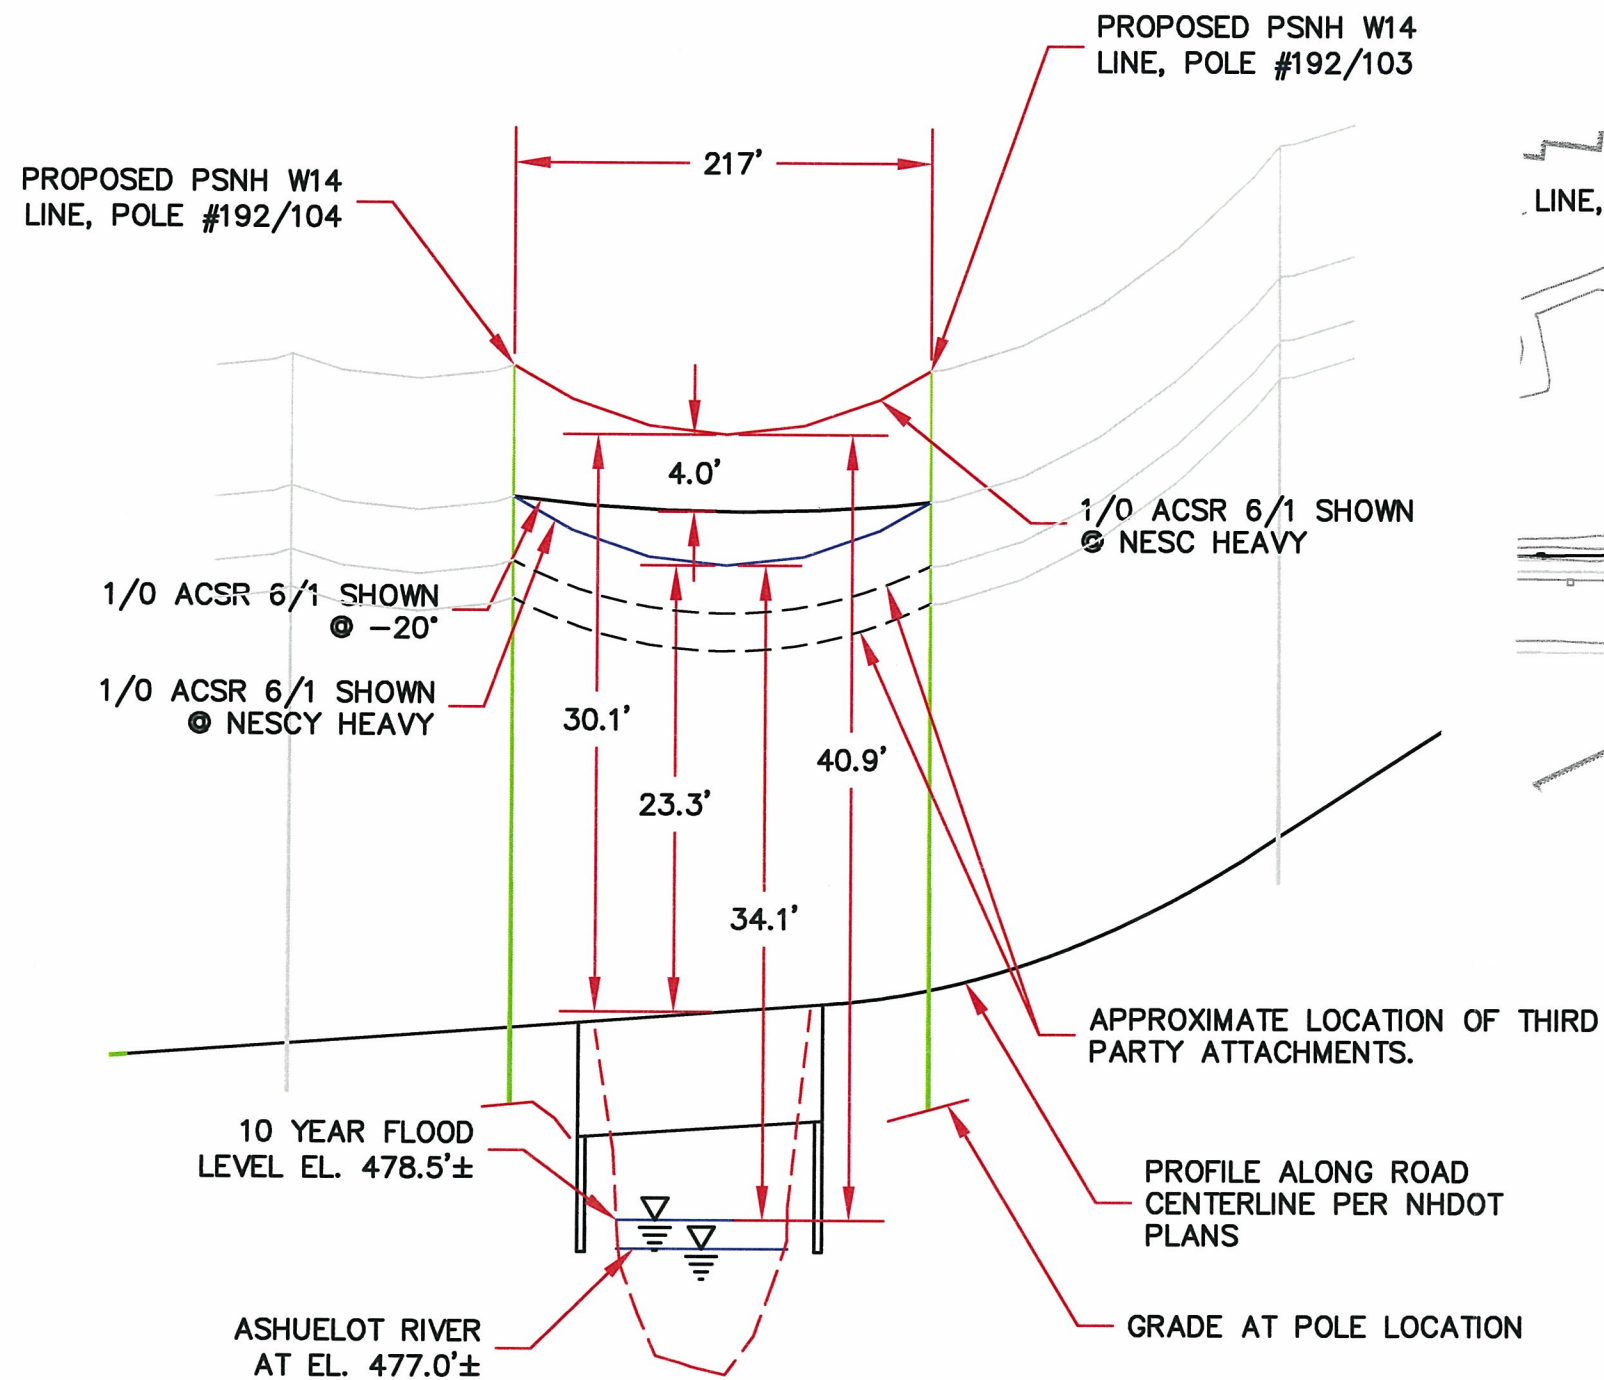 PROPOSED PSNH W14
LINE, POLE #192/103
217'
PROPOSED PSNH W14
LINE, POLE #192/104
LINE,
4.0'
1/0 ACSR 6/1 SHOWN
@ NESC HEAVY
1/0 ACSR 6/1 SHOWN
@ -20°
1/0 ACSR 6/1 SHOWN
@ NESCY HEAVY
30.1'
40.9'
23.3'
34.1'
APPROXIMATE LOCATION OF THIRD
PARTY ATTACHMENTS.
10 YEAR FLOOD
LEVEL EL. 478.5'±
PROFILE ALONG ROAD
CENTERLINE PER NHDOT
PLANS
ASHUELOT RIVER
AT EL. 477.0'±
GRADE AT POLE LOCATION